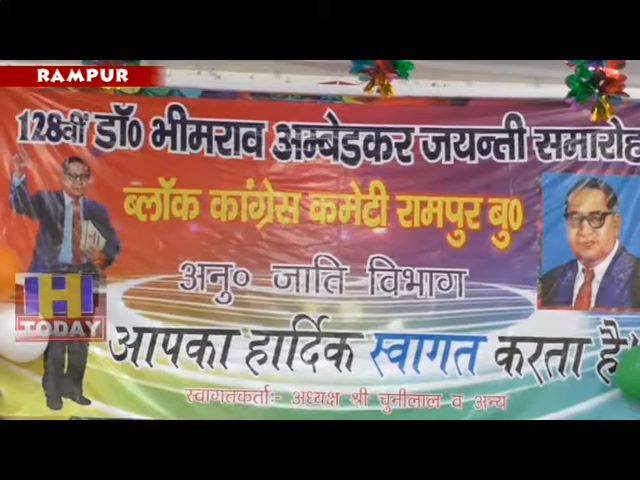 RAMPUR
128वीं डॉ० भीमराव अम्बेडकर जयन्ती समारोह
ब्लॉक कांग्रेस कमेटी रामपुर बु०
अनु० जाति विभाग
H
TODAY
आपका हार्दिक स्वागत करता है
स्वागतकर्ता:- अध्यक्ष श्री चुनीलाल व अन्य